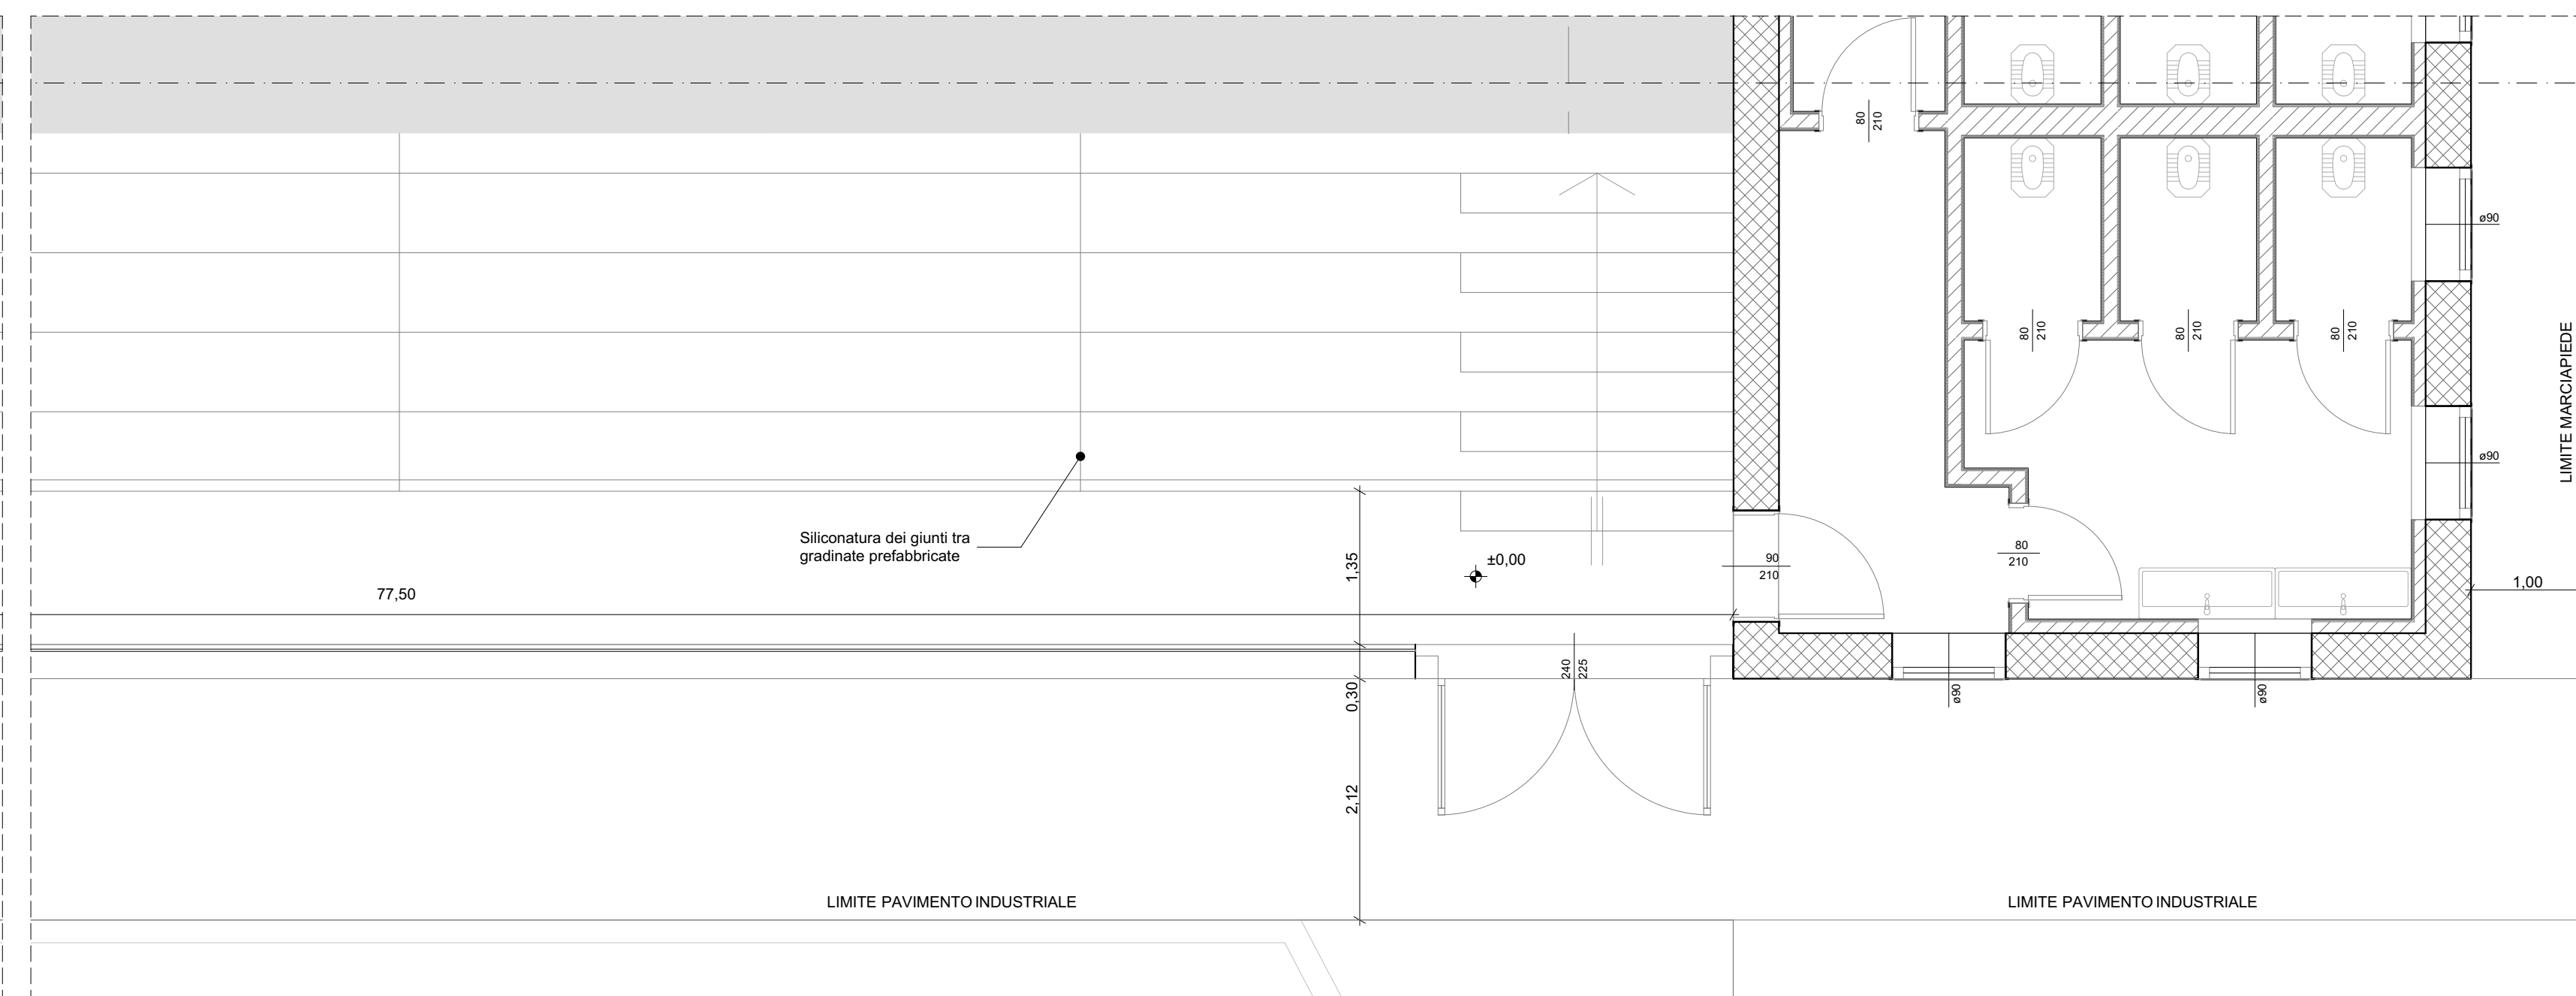 80
210
ø90
80
210
80
210
80
210
LIMITE MARCIAPIEDE
ø90
Siliconatura dei giunti tra
gradinate prefabbricate
1,35
±0,00
90
210
80
210
77,50
1,00
240
225
0,30
ø90
ø90
2,12
LIMITE PAVIMENTO INDUSTRIALE
LIMITE PAVIMENTO INDUSTRIALE